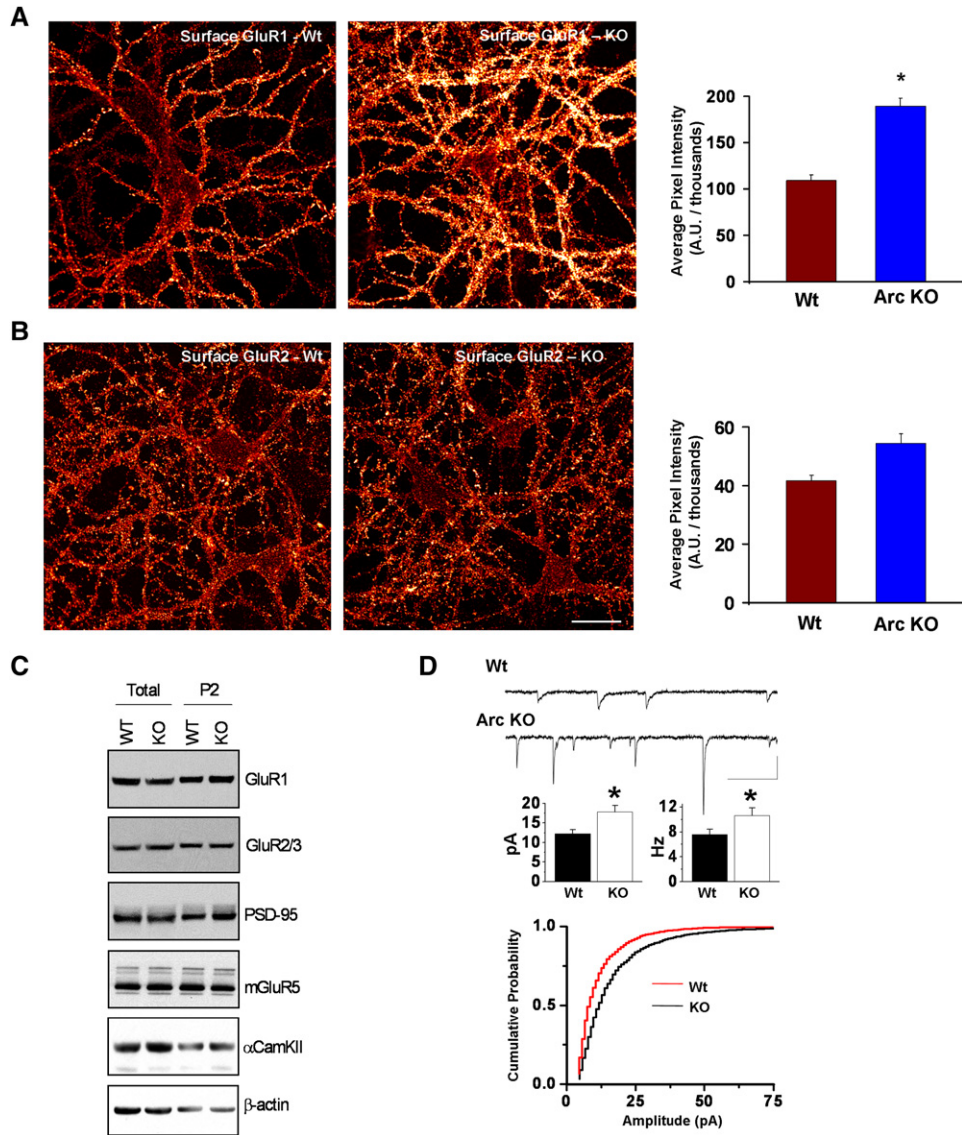 A
Surface GluR1 - Wt
Surface GluR1 – KO
*
Average Pixel Intensity
(A.U. / thousands)
200
150
100
50
0
Wt
Arc KO
B
Surface GluR2 - Wt
Surface GluR2 – KO
Average Pixel Intensity
(A.U. / thousands)
60
40
20
0
Wt
Arc KO
C
Total
P2
WT
KO
WT
KO
GluR1
GluR2/3
PSD-95
mGluR5
αCamKII
β-actin
D
Wt
Arc KO
*
pA
20
15
10
5
0
Wt
KO
*
Hz
12
8
4
0
Wt
KO
Cumulative Probability
1.0
0.5
0.0
Wt
KO
0
25
50
75
Amplitude (pA)